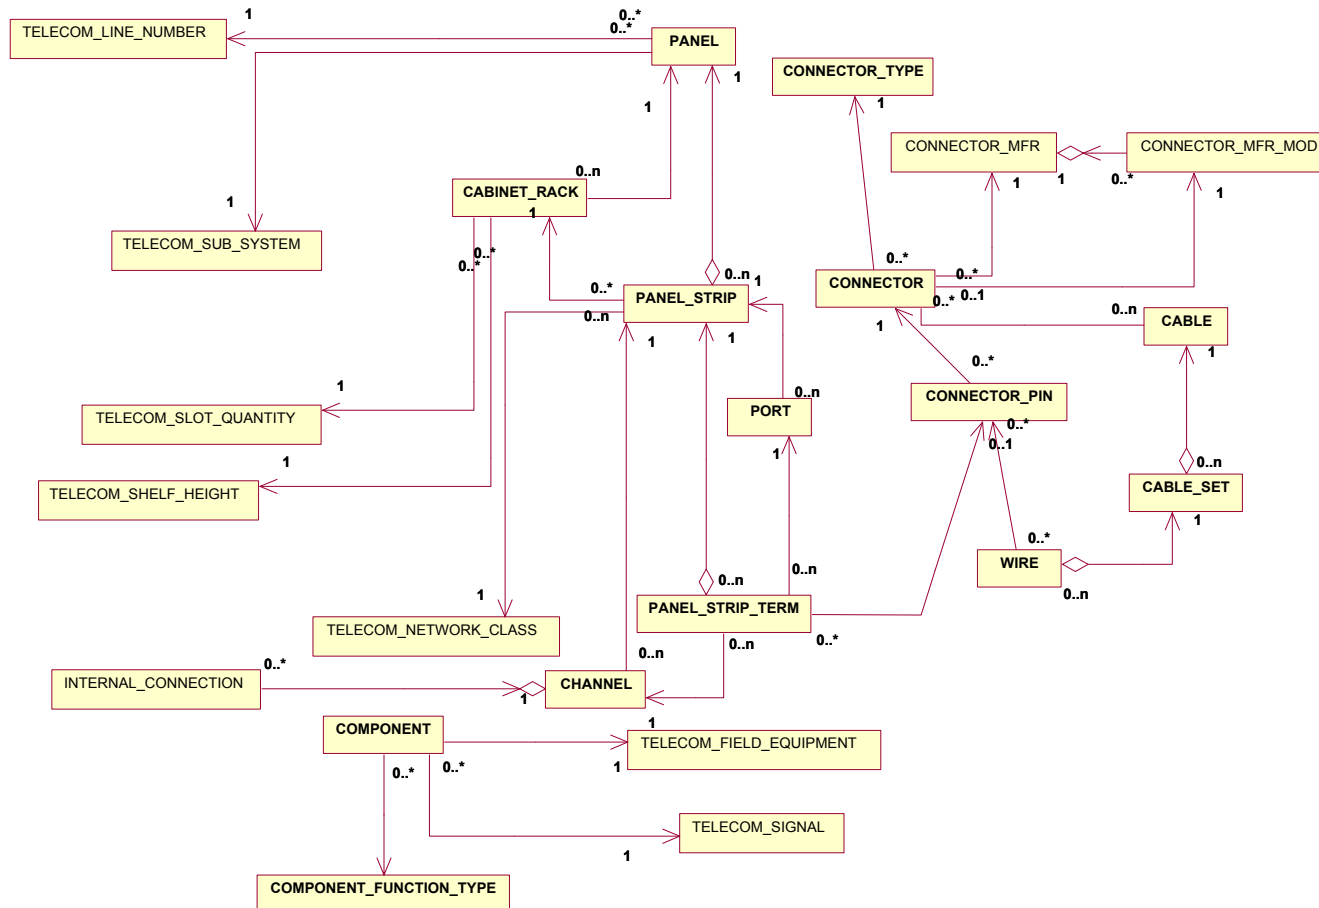 1
0..*
0..*
TELECOM_LINE_NUMBER
PANEL
1
CONNECTOR_TYPE
1
1
CONNECTOR_MFR
CONNECTOR_MFR_MOD
0..n
1
1
0..*
1
CABINET_RACK
1
1
TELECOM_SUB_SYSTEM
0..*
0..*
0..*
0..n
1
0..*
0..*
PANEL_STRIP
CONNECTOR
0..*
0..1
0..n
0..n
CABLE
1
1
1
1
0..*
1
TELECOM_SLOT_QUANTITY
1
0..n
PORT
CONNECTOR_PIN
0..*
0..1
1
1
TELECOM_SHELF_HEIGHT
0..n
CABLE_SET
1
0..*
WIRE
0..n
0..n
0..n
1
PANEL_STRIP_TERM
TELECOM_NETWORK_CLASS
0..n
0..n
0..*
0..*
INTERNAL_CONNECTION
CHANNEL
1
COMPONENT
1
TELECOM_FIELD_EQUIPMENT
0..*
0..*
1
TELECOM_SIGNAL
1
COMPONENT_FUNCTION_TYPE